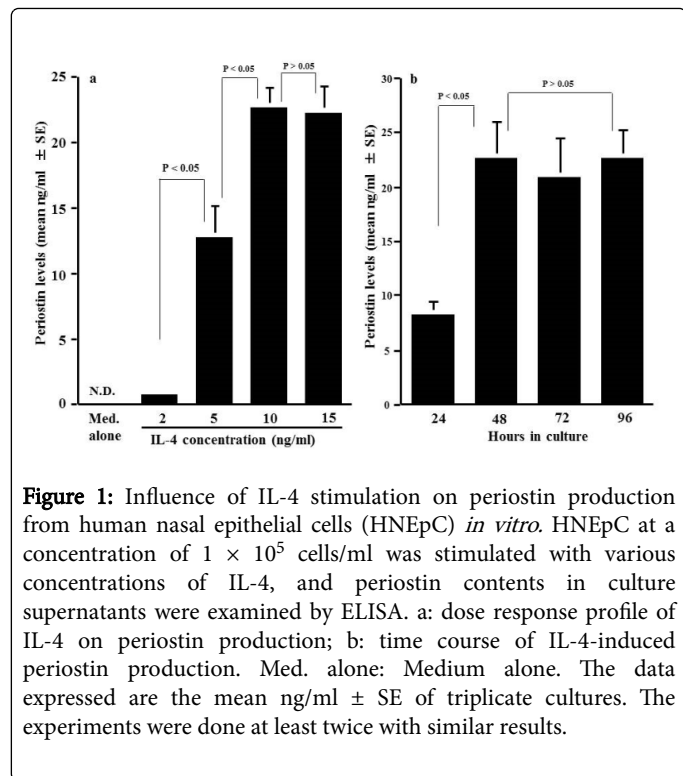 a
P < 0.05
P > 0.05
P < 0.05
Periostin levels (mean ng/ml ± SE)
25
20
15
10
5
0
N.D.
Med. alone
2 5 10 15
IL-4 concentration (ng/ml)
b
P < 0.05
P > 0.05
Periostin levels (mean ng/ml ± SE)
30
25
20
15
10
5
0
24 48 72 96
Hours in culture
Figure 1: Influence of IL-4 stimulation on periostin production
from human nasal epithelial cells (HNEpC) in vitro. HNEpC at a
concentration of 1 × 10⁵ cells/ml was stimulated with various
concentrations of IL-4, and periostin contents in culture
supernatants were examined by ELISA. a: dose response profile of
IL-4 on periostin production; b: time course of IL-4-induced
periostin production. Med. alone: Medium alone. The data
expressed are the mean ng/ml ± SE of triplicate cultures. The
experiments were done at least twice with similar results.